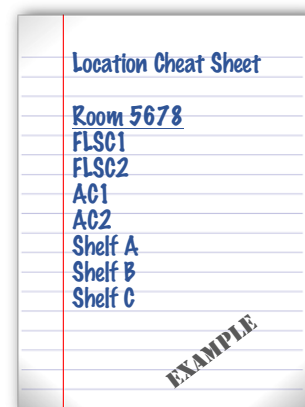 Location Cheat Sheet
Room 5678
FLSC1
FLSC2
AC1
AC2
Shelf A
Shelf B
Shelf C
EXAMPLE